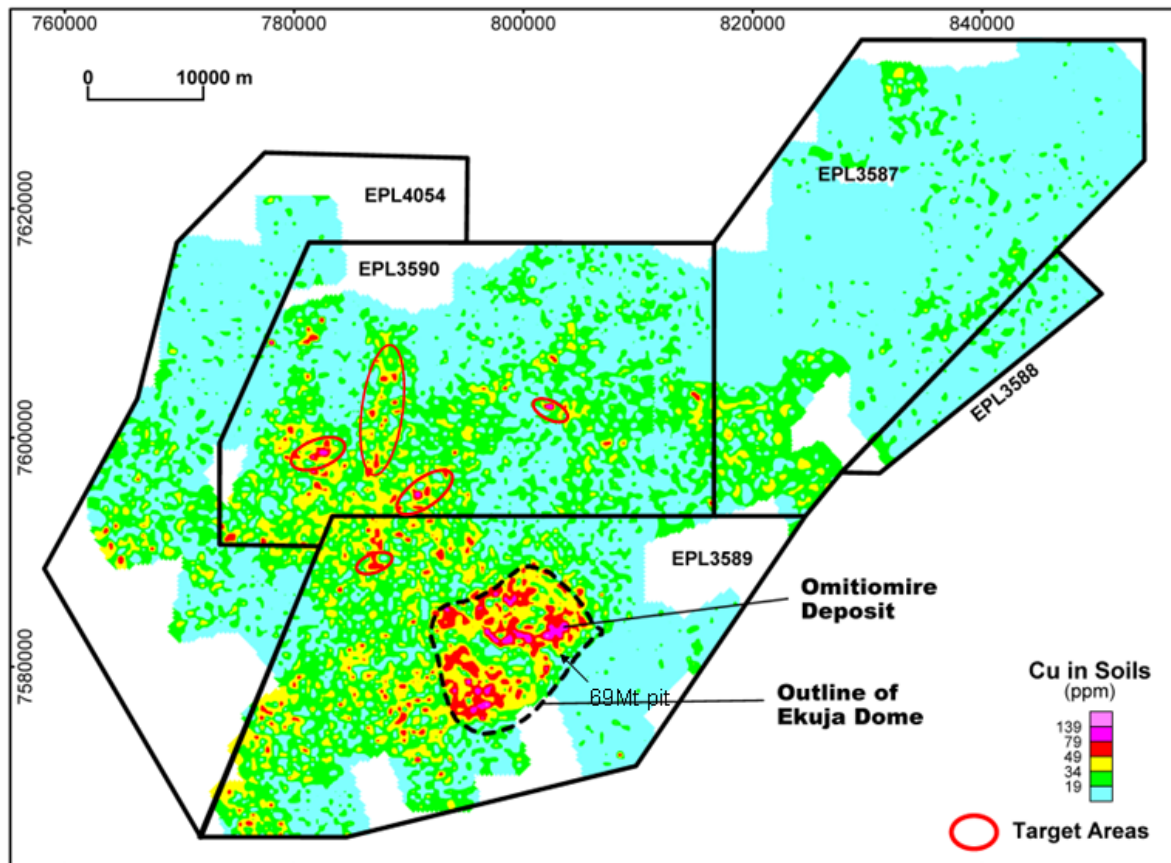 760000
780000
800000
820000
840000
0
10000 m
7620000
7600000
7580000
EPL4054
EPL3587
EPL3590
EPL3588
EPL3589
Omitiomire
Deposit
69Mt pit
Outline of
Ekuja Dome
Cu in Soils
(ppm)
139
79
49
34
19
Target Areas